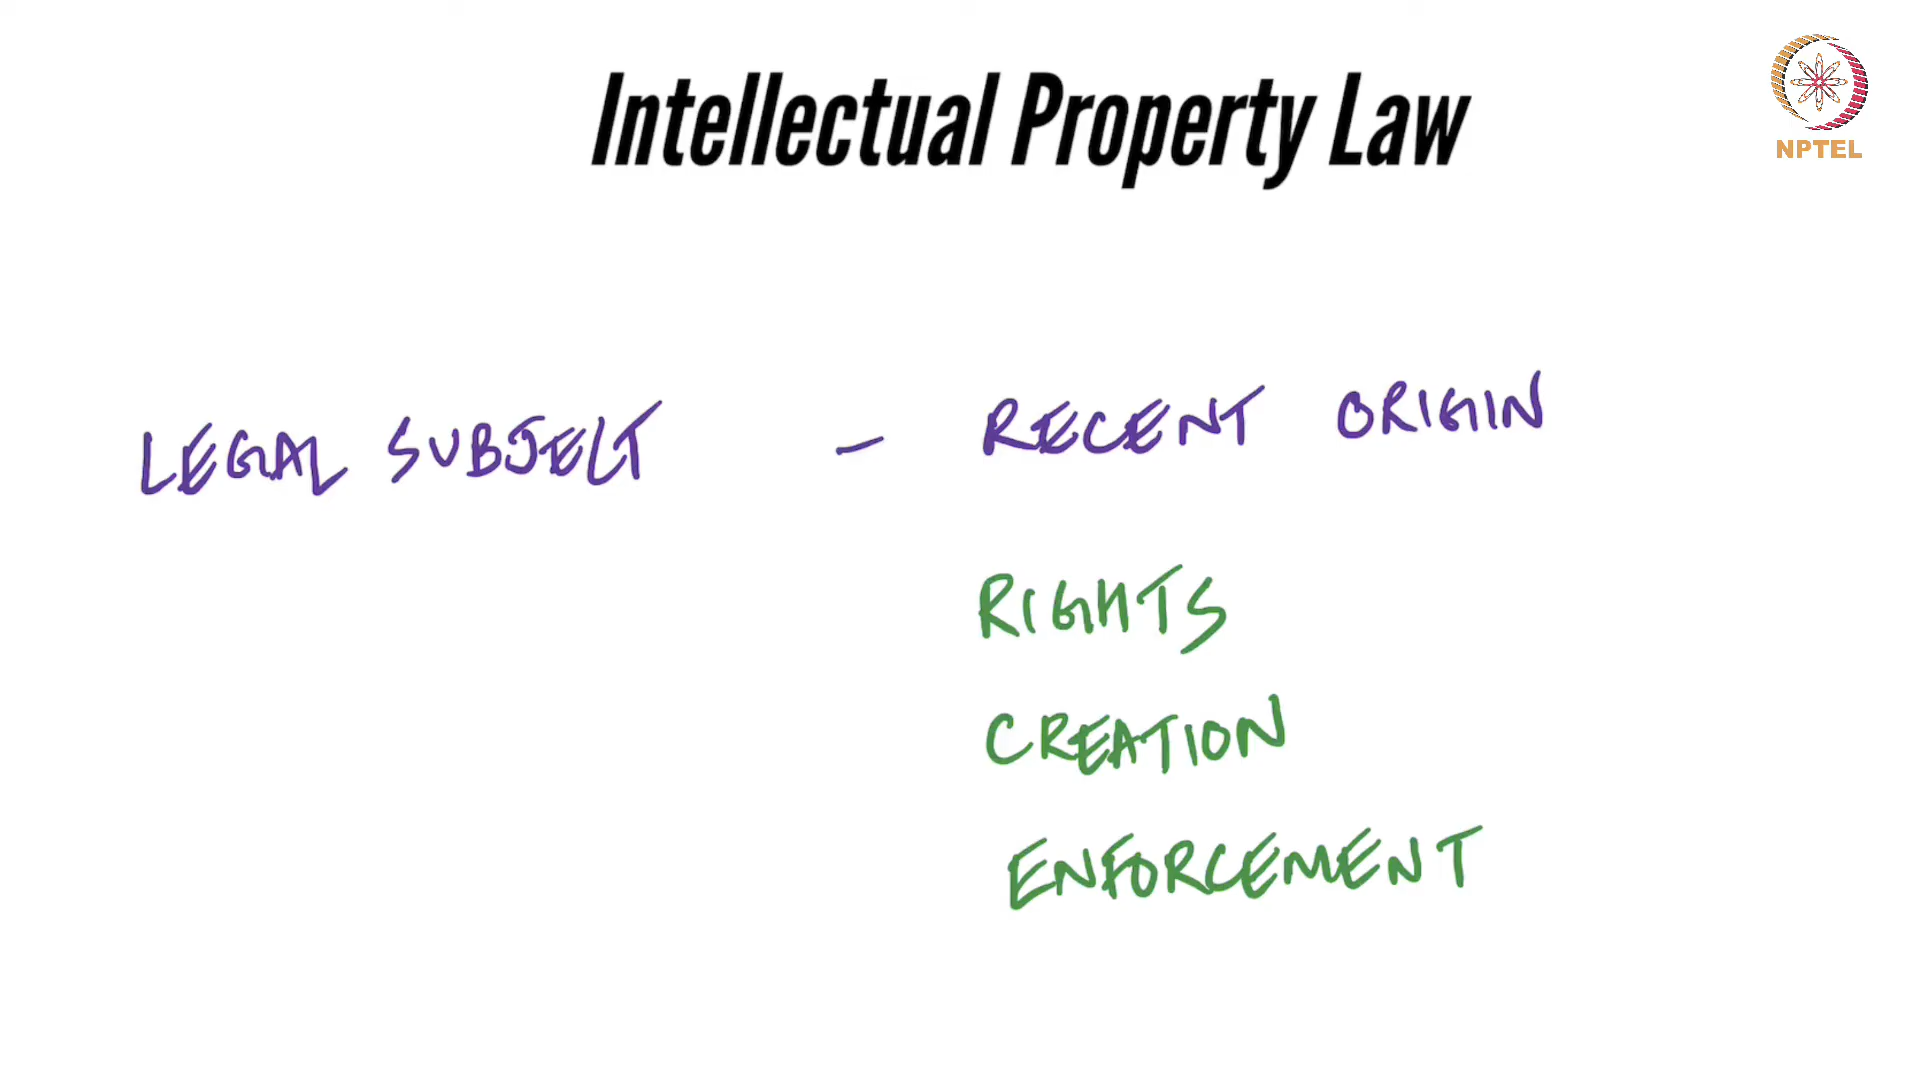 Intellectual Property Law
NPTEL
LEGAL SUBJECT - RECENT ORIGIN
RIGHTS
CREATION
ENFORCEMENT